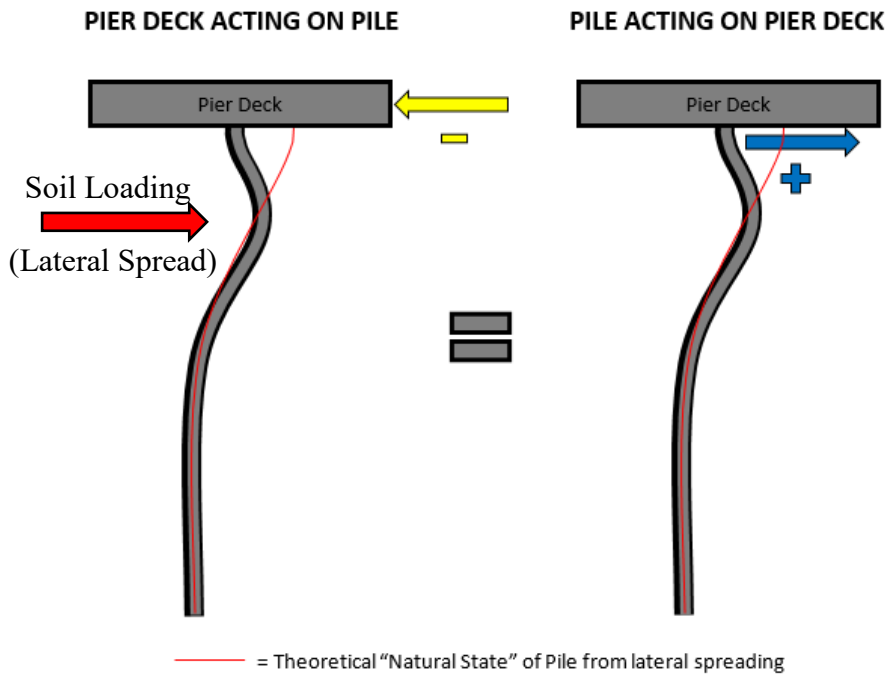 PIER DECK ACTING ON PILE
PILE ACTING ON PIER DECK
Pier Deck
Pier Deck
Soil Loading
(Lateral Spread)
= Theoretical “Natural State” of Pile from lateral spreading